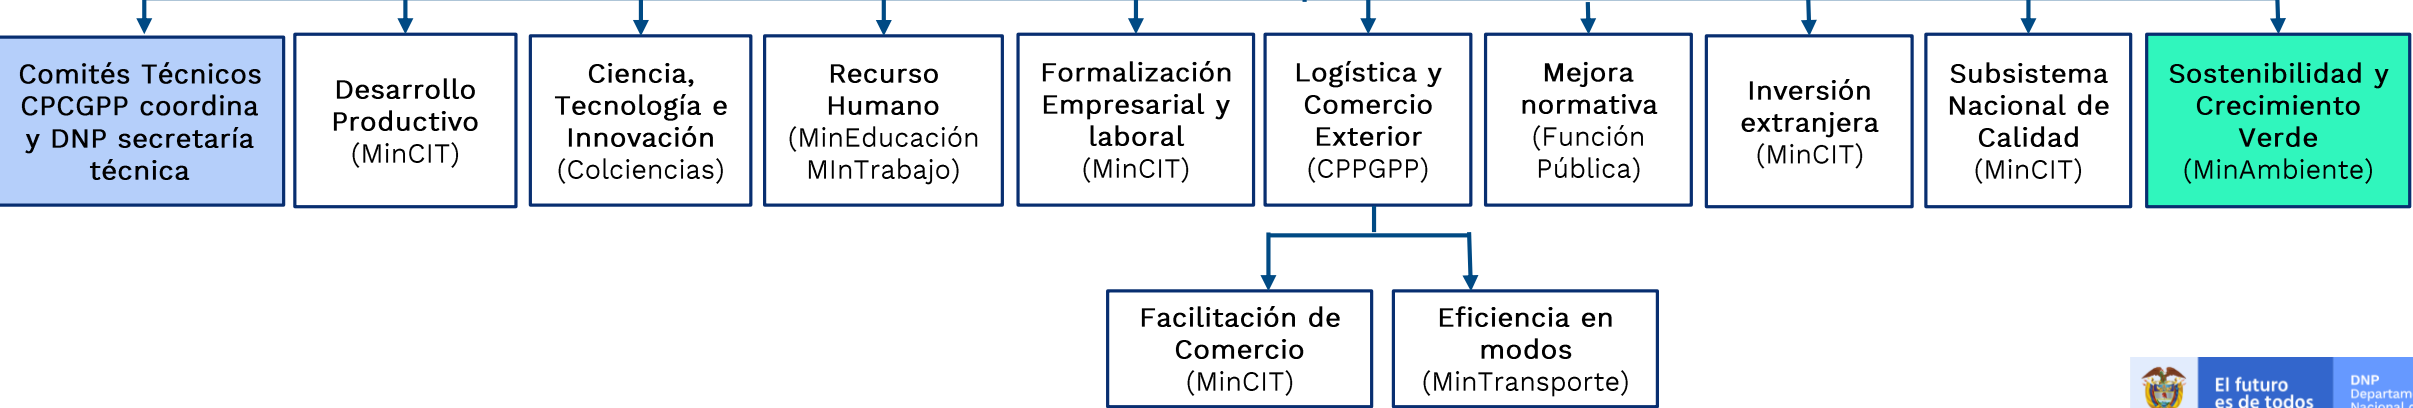 Comités Técnicos
CPCGPP coordina
y DNP secretaría
técnica
Desarrollo
Productivo
(MinCIT)
Ciencia,
Tecnología e
Innovación
(Colciencias)
Recurso
Humano
(MinEducación
MInTrabajo)
Formalización
Empresarial y
laboral
(MinCIT)
Logística y
Comercio
Exterior
(CPPGPP)
Mejora
normativa
(Función
Pública)
Inversión
extranjera
(MinCIT)
Subsistema
Nacional de
Calidad
(MinCIT)
Sostenibilidad y
Crecimiento
Verde
(MinAmbiente)
Facilitación de
Comercio
(MinCIT)
Eficiencia en
modos
(MinTransporte)
El futuro
es de todos
DNP